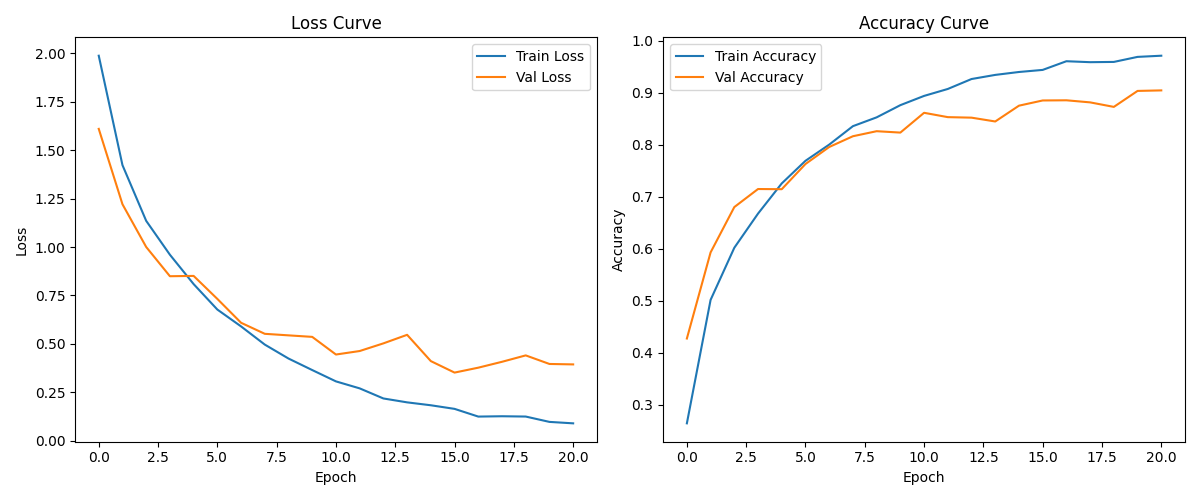 Loss Curve
Train Loss
Val Loss
2.00
1.75
1.50
1.25
1.00
0.75
0.50
0.25
0.00
Loss
0.0 2.5 5.0 7.5 10.0 12.5 15.0 17.5 20.0
Epoch
Accuracy Curve
Train Accuracy
Val Accuracy
1.0
0.9
0.8
0.7
0.6
0.5
0.4
0.3
Accuracy
0.0 2.5 5.0 7.5 10.0 12.5 15.0 17.5 20.0
Epoch